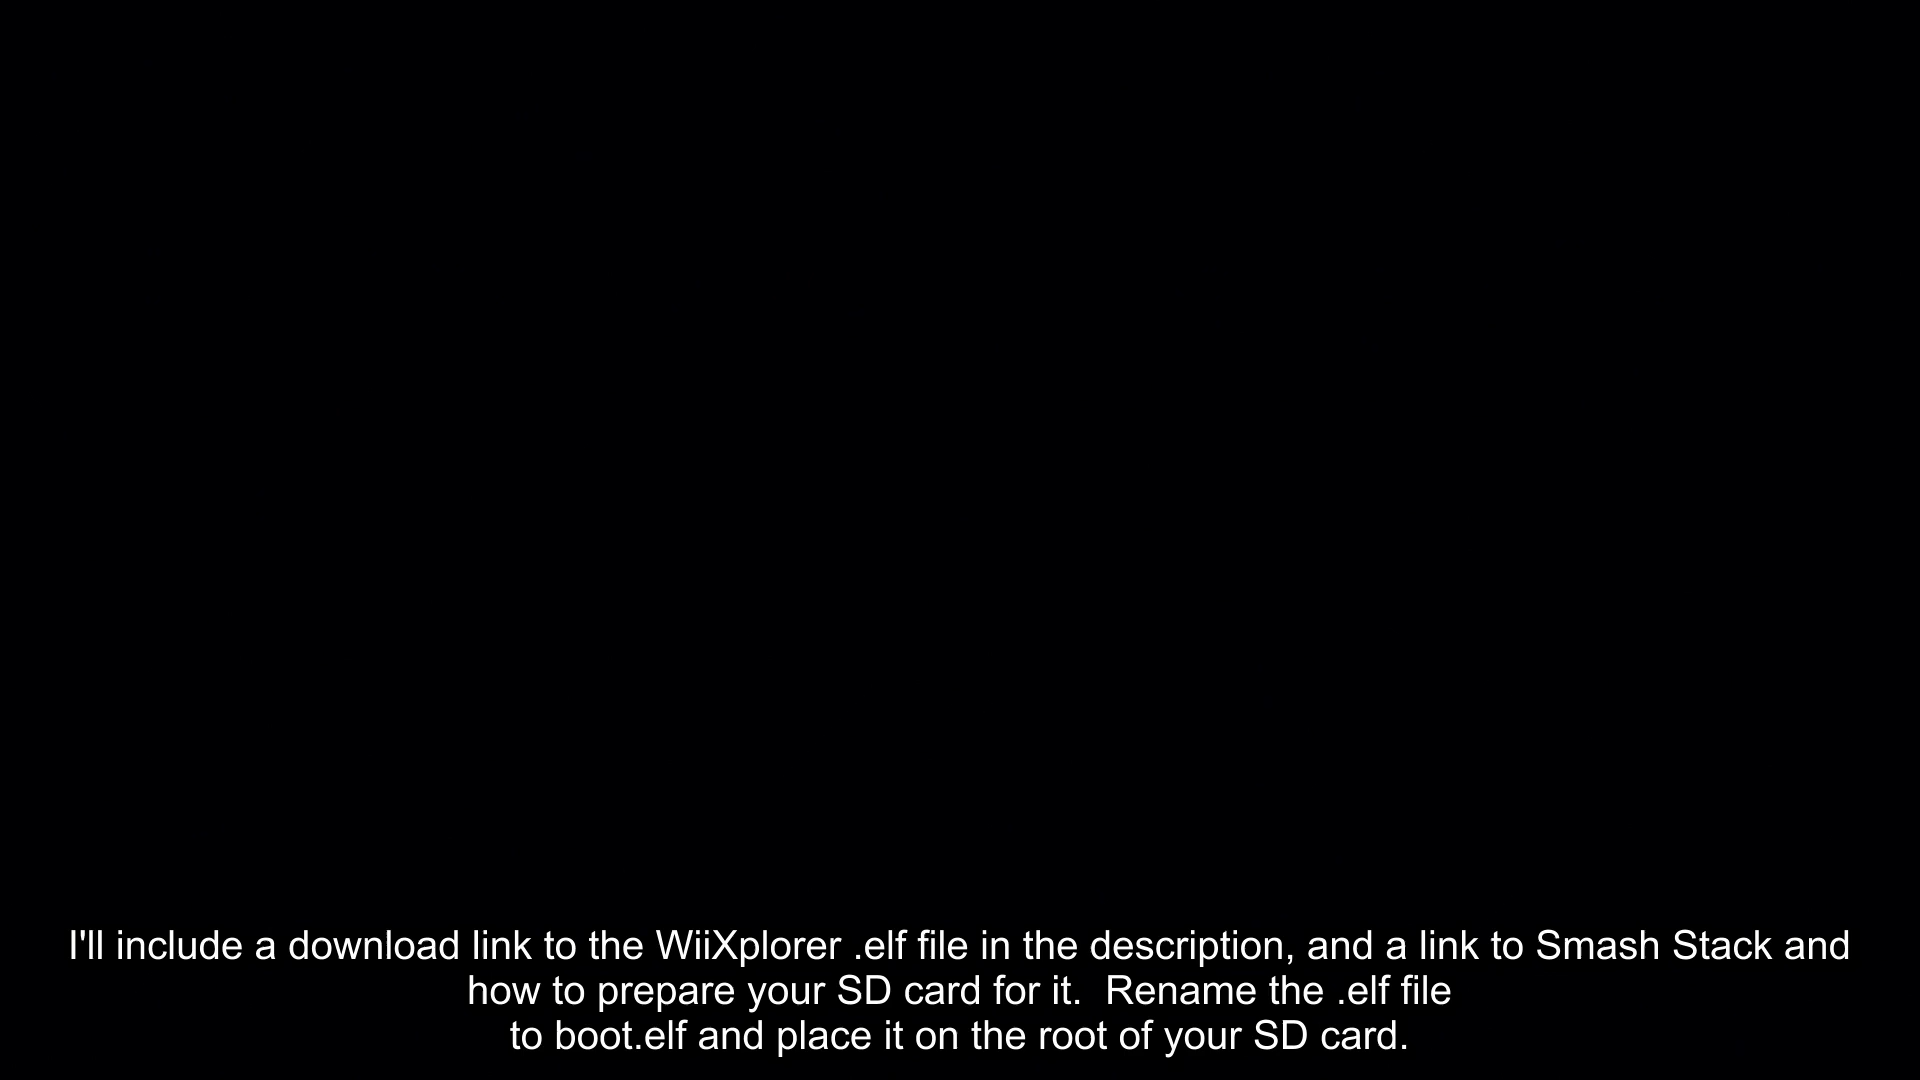 I'll include a download link to the WiiXplorer .elf file in the description, and a link to Smash Stack and
how to prepare your SD card for it.  Rename the .elf file
to boot.elf and place it on the root of your SD card.